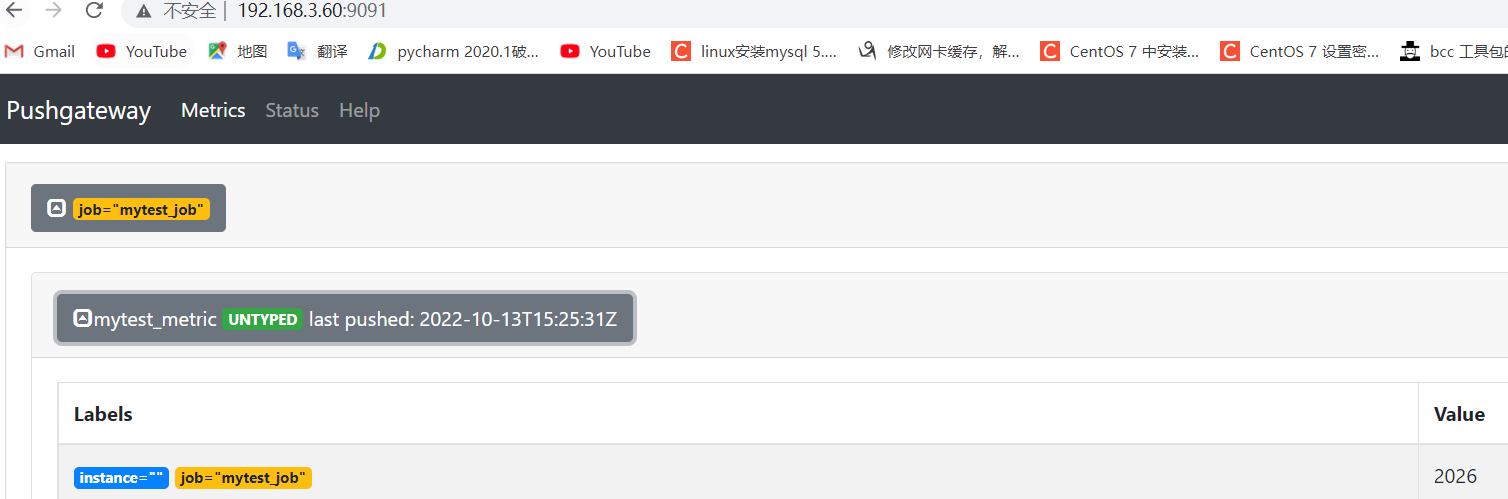 不安全 | 192.168.3.60:9091
Gmail YouTube 地图 翻译 pycharm 2020.1破... YouTube linux安装mysql 5.... 修改网卡缓存，解... CentOS 7 中安装... CentOS 7 设置密... bcc 工具包的
Pushgateway Metrics Status Help
job="mytest_job"
mytest_metric UNTYPED last pushed: 2022-10-13T15:25:31Z
Labels Value
instance="" job="mytest_job" 2026